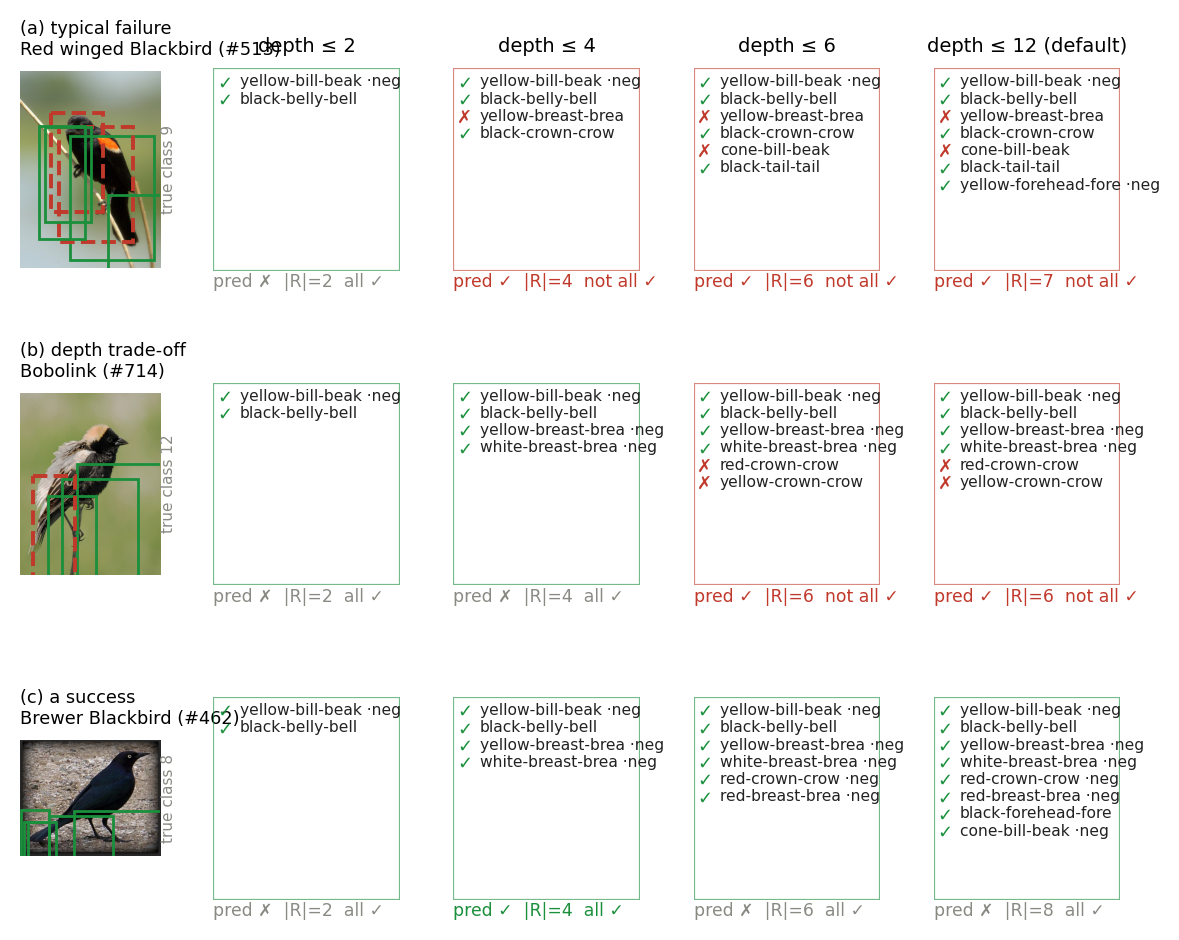 (a) typical failure
Red winged Blackbird (#513)
depth ≤ 2
depth ≤ 4
depth ≤ 6
depth ≤ 12 (default)
true class 9
✓ yellow-bill-beak ·neg
✓ black-belly-bell
pred ✗ |R|=2 all ✓
✓ yellow-bill-beak ·neg
✓ black-belly-bell
✗ yellow-breast-brea
✓ black-crown-crow
pred ✓ |R|=4 not all ✓
✓ yellow-bill-beak ·neg
✓ black-belly-bell
✗ yellow-breast-brea
✓ black-crown-crow
✗ cone-bill-beak
✓ black-tail-tail
pred ✓ |R|=6 not all ✓
✓ yellow-bill-beak ·neg
✓ black-belly-bell
✗ yellow-breast-brea
✓ black-crown-crow
✗ cone-bill-beak
✓ black-tail-tail
✓ yellow-forehead-fore ·neg
pred ✓ |R|=7 not all ✓
(b) depth trade-off
Bobolink (#714)
true class 12
✓ yellow-bill-beak ·neg
✓ black-belly-bell
pred ✗ |R|=2 all ✓
✓ yellow-bill-beak ·neg
✓ black-belly-bell
✓ yellow-breast-brea ·neg
✓ white-breast-brea ·neg
pred ✗ |R|=4 all ✓
✓ yellow-bill-beak ·neg
✓ black-belly-bell
✓ yellow-breast-brea ·neg
✓ white-breast-brea ·neg
✗ red-crown-crow
✗ yellow-crown-crow
pred ✓ |R|=6 not all ✓
✓ yellow-bill-beak ·neg
✓ black-belly-bell
✓ yellow-breast-brea ·neg
✓ white-breast-brea ·neg
✗ red-crown-crow
✗ yellow-crown-crow
pred ✓ |R|=6 not all ✓
(c) a success
Brewer Blackbird (#462)
true class 8
✓ yellow-bill-beak ·neg
✓ black-belly-bell
pred ✗ |R|=2 all ✓
✓ yellow-bill-beak ·neg
✓ black-belly-bell
✓ yellow-breast-brea ·neg
✓ white-breast-brea ·neg
pred ✓ |R|=4 all ✓
✓ yellow-bill-beak ·neg
✓ black-belly-bell
✓ yellow-breast-brea ·neg
✓ white-breast-brea ·neg
✓ red-crown-crow ·neg
✓ red-breast-brea ·neg
pred ✗ |R|=6 all ✓
✓ yellow-bill-beak ·neg
✓ black-belly-bell
✓ yellow-breast-brea ·neg
✓ white-breast-brea ·neg
✓ red-crown-crow ·neg
✓ red-breast-brea ·neg
✓ black-forehead-fore
✓ cone-bill-beak ·neg
pred ✗ |R|=8 all ✓